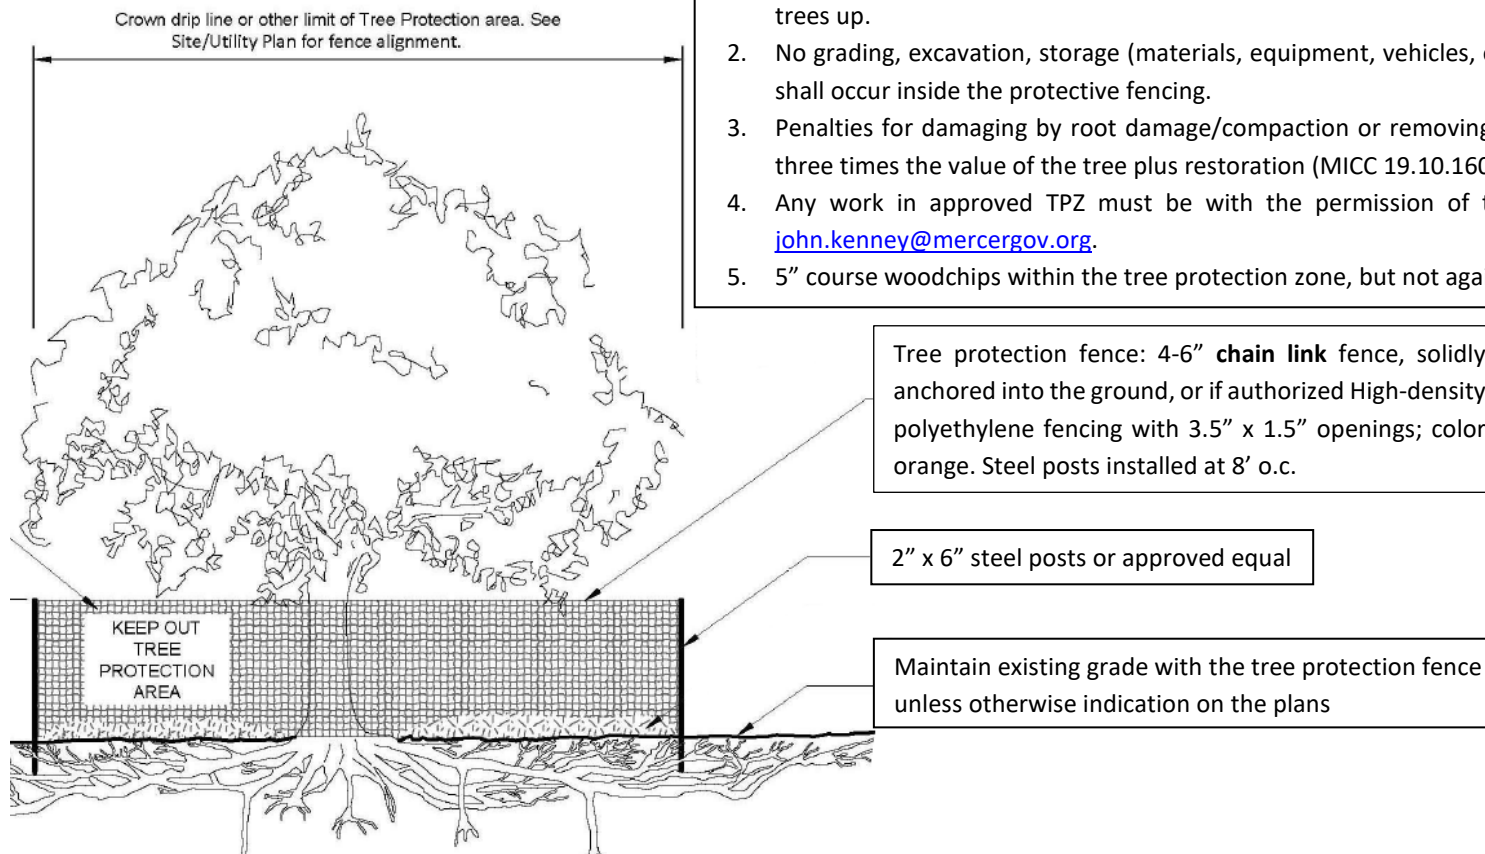 Crown drip line or other limit of Tree Protection area. See
Site/Utility Plan for fence alignment.
trees up.
2. No grading, excavation, storage (materials, equipment, vehicles,
shall occur inside the protective fencing.
3. Penalties for damaging by root damage/compaction or removing
three times the value of the tree plus restoration (MICC 19.10.160
4. Any work in approved TPZ must be with the permission of
john.kenney@mercergov.org.
5. 5” course woodchips within the tree protection zone, but not
Tree protection fence: 4-6” chain link fence, solidly
anchored into the ground, or if authorized High-density
polyethylene fencing with 3.5” x 1.5” openings; color
orange. Steel posts installed at 8’ o.c.
2” x 6” steel posts or approved equal
KEEP OUT
TREE
PROTECTION
AREA
Maintain existing grade with the tree protection fence
unless otherwise indication on the plans